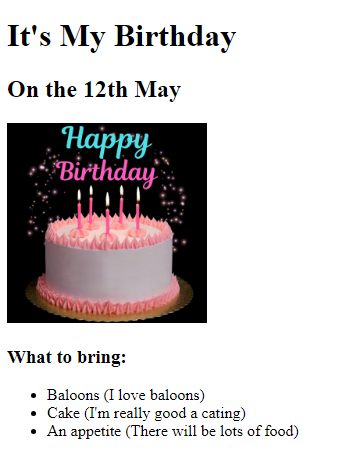 It's My Birthday
On the 12th May
Happy
Birthday
What to bring:
Baloons (I love baloons)
Cake (I'm really good a cating)
An appetite (There will be lots of food)